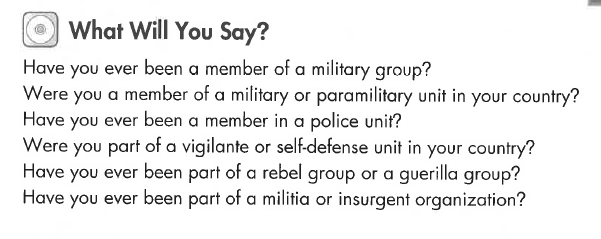 What Will You Say?
Have you ever been a member of a military group?
Were you a member of a military or paramilitary unit in your country?
Have you ever been a member in a police unit?
Were you part of a vigilante or self-defense unit in your country?
Have you ever been part of a rebel group or a guerilla group?
Have you ever been part of a militia or insurgent organization?